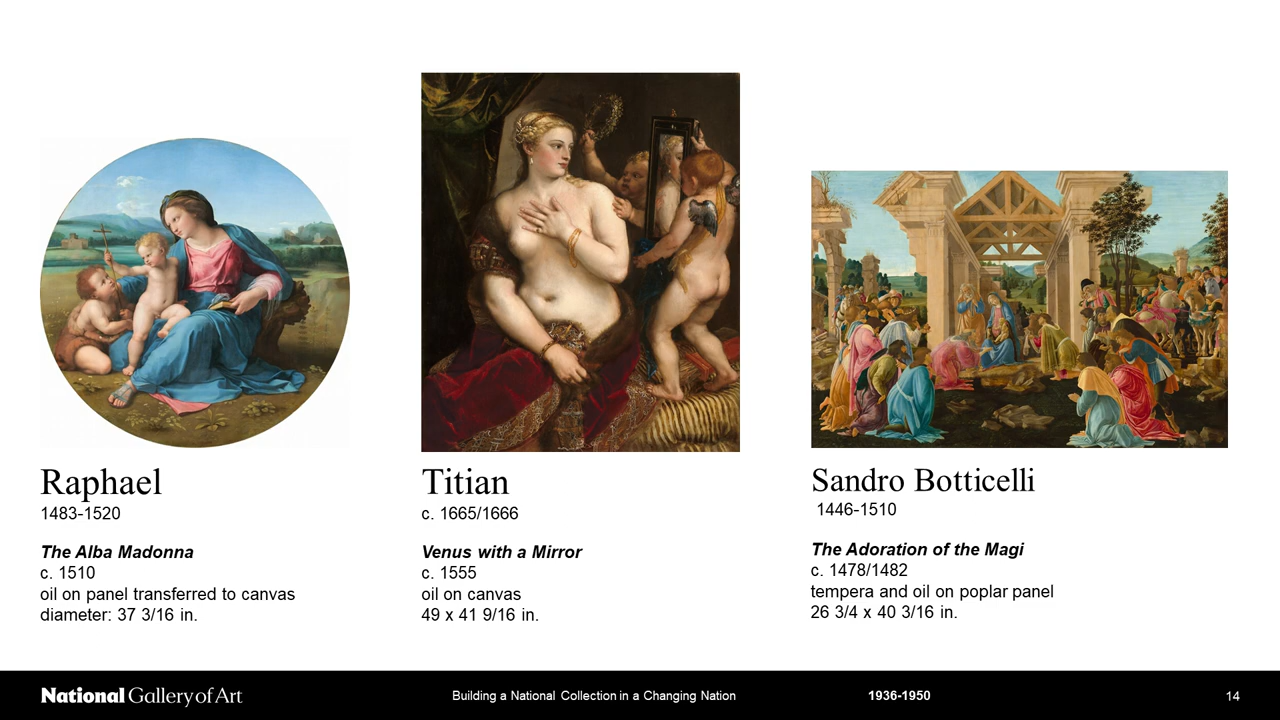 Raphael
1483-1520
The Alba Madonna
c. 1510
oil on panel transferred to canvas
diameter: 37 3/16 in.
Titian
c. 1665/1666
Venus with a Mirror
c. 1555
oil on canvas
49 x 41 9/16 in.
Sandro Botticelli
1446-1510
The Adoration of the Magi
c. 1478/1482
tempera and oil on poplar panel
26 3/4 x 40 3/16 in.
National Gallery of Art
Building a National Collection in a Changing Nation
1936-1950
14